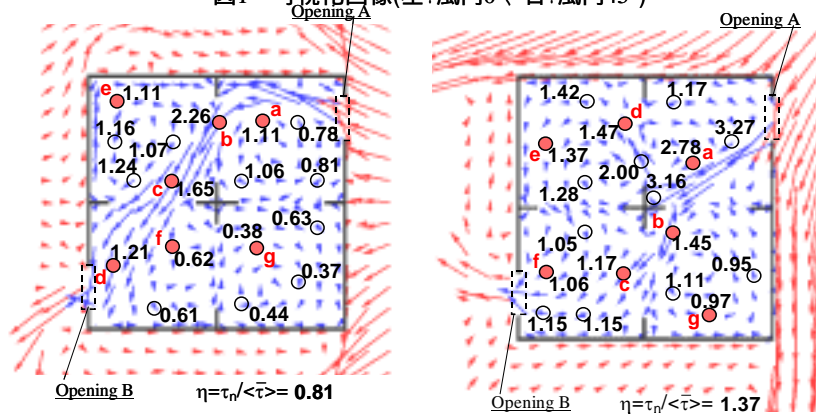 Opening A
Opening A
e 1.11
2.26
a
b
1.11
0.78
1.16
1.07
1.24
c
1.65
1.06
0.81
0.63
f
0.62
0.38
g
1.21
d
0.37
0.61
0.44
Opening B
η=τn/<τ̄>= 0.81
1.42
1.17
d
1.47
3.27
e
1.37
2.78
a
2.00
1.28
3.16
b
1.05
1.45
f
1.06
1.17
c
0.95
1.11
0.97
g
1.15
1.15
Opening B
η=τn/<τ̄>= 1.37